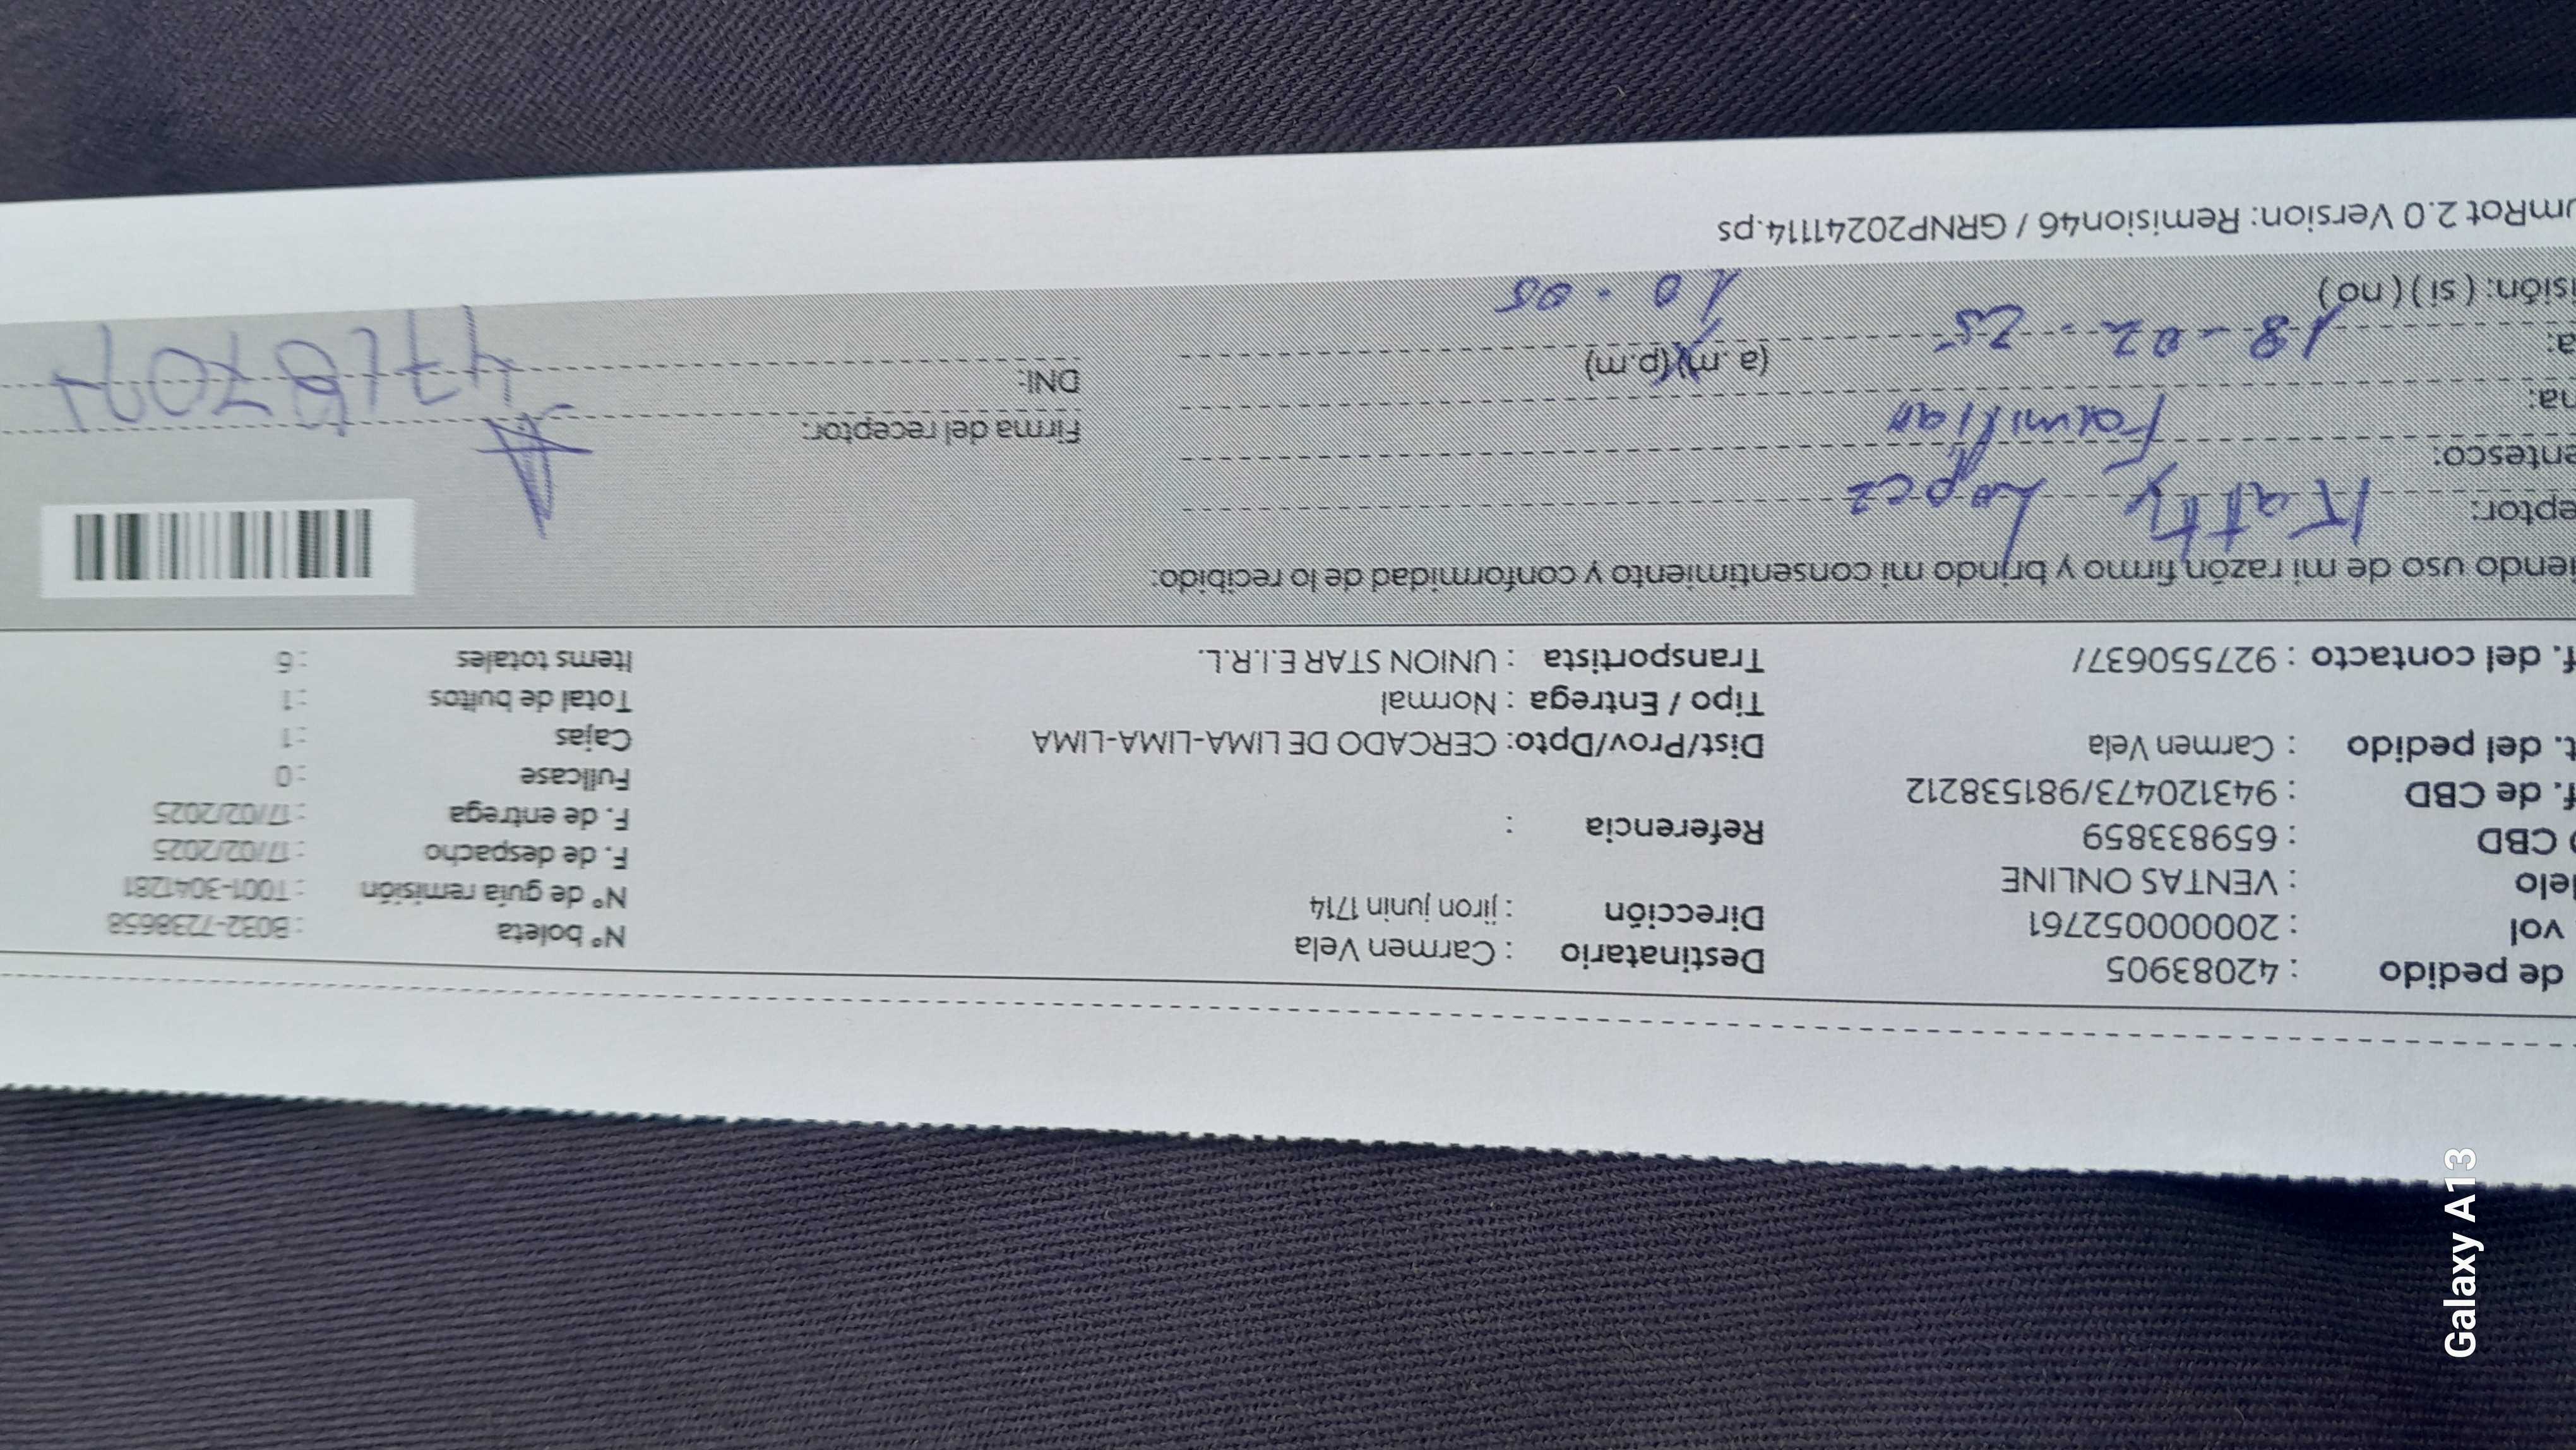 de pedido : 42083905
vol : 20000052761
VENTAS ONLINE
CBD : 659833859
f. de CBD : 943120473/981538212
t. del pedido : Carmen Vela
f. del contacto : 927550637/
Destinatario : Carmen Vela
Dirección : jiron junin 1714
Referencia :
Dist/Prov/Dpto: CERCADO DE LIMA-LIMA-LIMA
Tipo / Entrega : Normal
Transportista : UNION STAR E.I.R.L.
N° boleta : B032-7238658
N° de guía remisión : T001-3041281
F. de despacho : 17/02/2025
F. de entrega : 17/02/2025
Fullcase : 0
Cajas : 1
Total de bultos : 1
Items totales : 6
iendo uso de mi razón firmo y brindo mi consentimiento y conformidad de lo recibido:
eptor: Katty Lopez
entesco: Familiar
na:
a: 18-02-25 (a.m)(p.m) 10-05
isión: (si) (no)
Firma del receptor:
DNI:
umRot 2.0 Version: Remision46 / GRNP20241114.ps
Galaxy A13